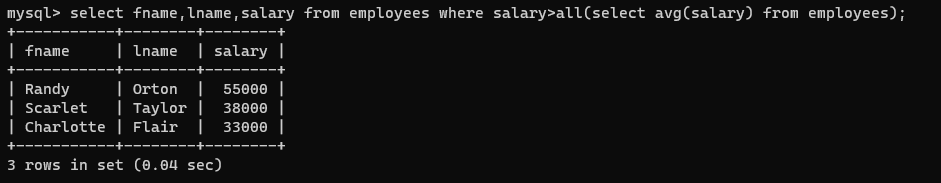 mysql> select fname,lname,salary from employees where salary>all(select avg(salary) from employees);
+-----------+--------+--------+
| fname     | lname  | salary |
+-----------+--------+--------+
| Randy     | Orton  |  55000 |
| Scarlet   | Taylor |  38000 |
| Charlotte | Flair  |  33000 |
+-----------+--------+--------+
3 rows in set (0.04 sec)